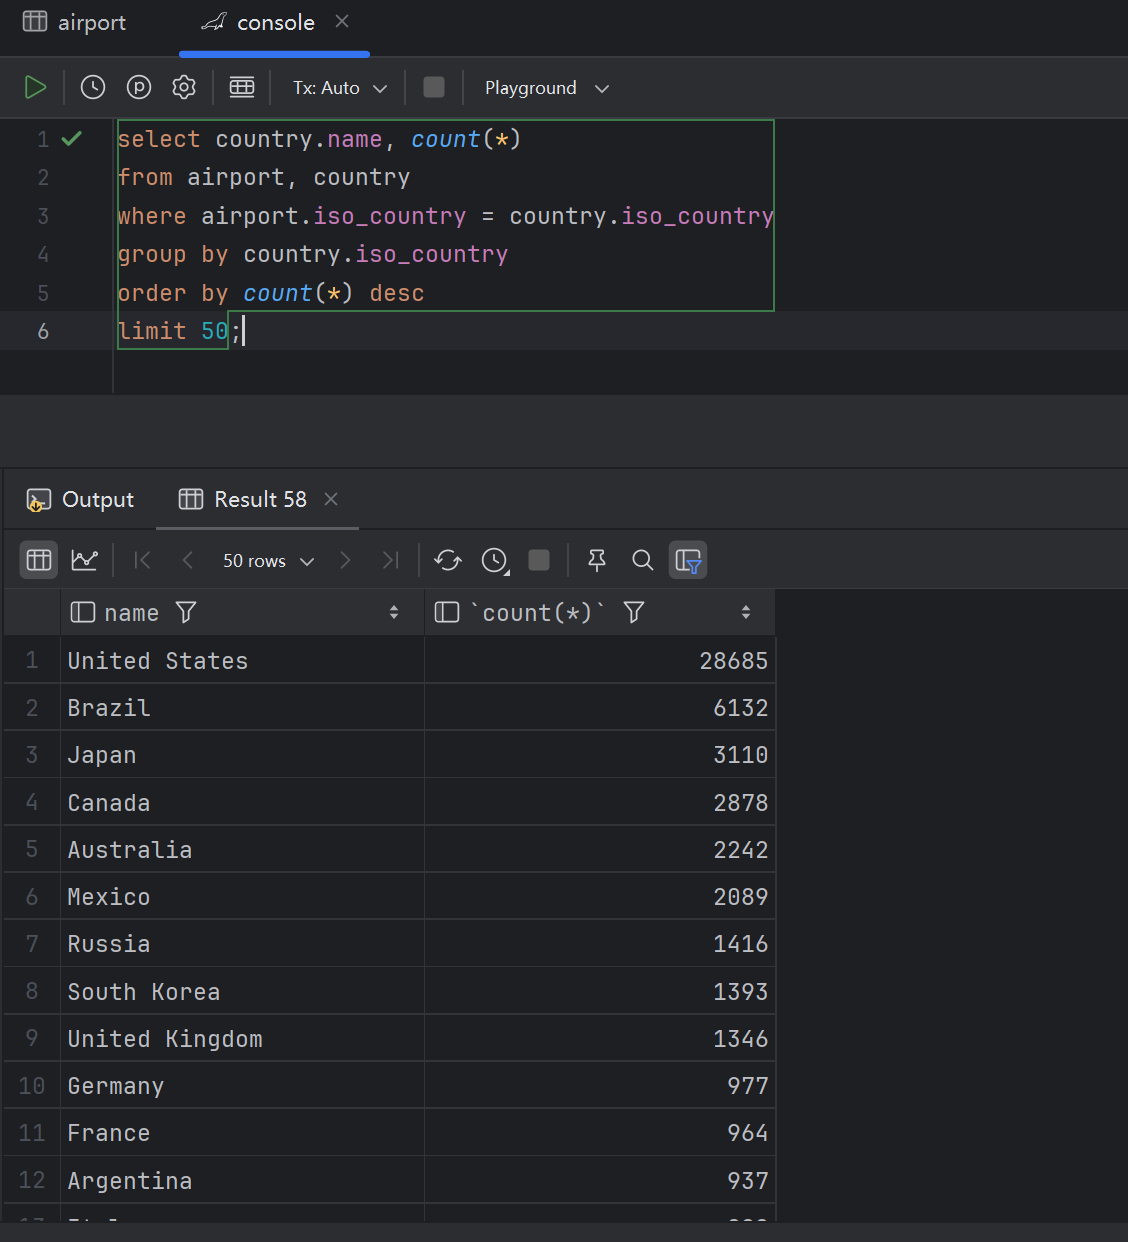 airport console
Tx: Auto Playground
1 select country.name, count(*)
2 from airport, country
3 where airport.iso_country = country.iso_country
4 group by country.iso_country
5 order by count(*) desc
6 limit 50;
Output Result 58
50 rows
name `count(*)`
1 United States 28685
2 Brazil 6132
3 Japan 3110
4 Canada 2878
5 Australia 2242
6 Mexico 2089
7 Russia 1416
8 South Korea 1393
9 United Kingdom 1346
10 Germany 977
11 France 964
12 Argentina 937